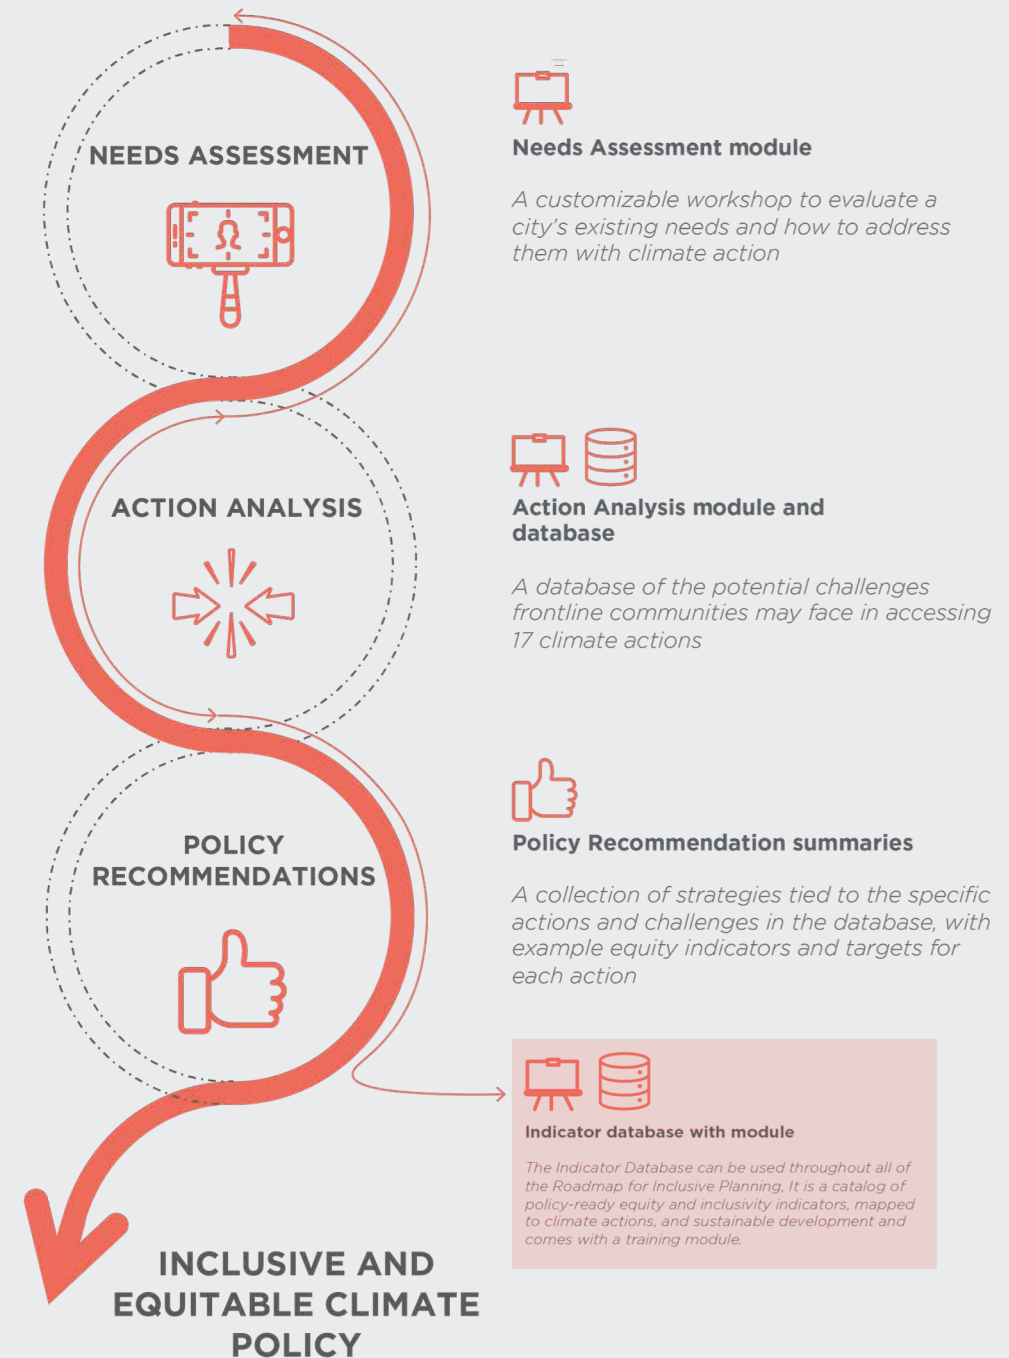 NEEDS ASSESSMENT
Needs Assessment module
A customizable workshop to evaluate a
city’s existing needs and how to address
them with climate action
ACTION ANALYSIS
Action Analysis module and
database
A database of the potential challenges
frontline communities may face in accessing
17 climate actions
POLICY
RECOMMENDATIONS
Policy Recommendation summaries
A collection of strategies tied to the specific
actions and challenges in the database, with
example equity indicators and targets for
each action
Indicator database with module
The Indicator Database can be used throughout all of
the Roadmap for Inclusive Planning, It is a catalog of
policy-ready equity and inclusivity indicators, mapped
to climate actions, and sustainable development and
comes with a training module.
INCLUSIVE AND
EQUITABLE CLIMATE
POLICY